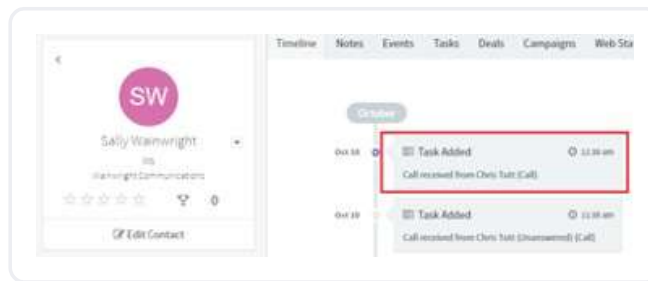 Timeline Notes Events Tasks Deals Campaigns Web Sta
SW
October
Sally Wainwright
Wainwright Communications
0
Edit Contact
Oct 10
Task Added
11:38 am
Call received from Chris Tutt (Call)
Oct 10
Task Added
11:38 am
Call received from Chris Tutt (Unanswered) (Call)